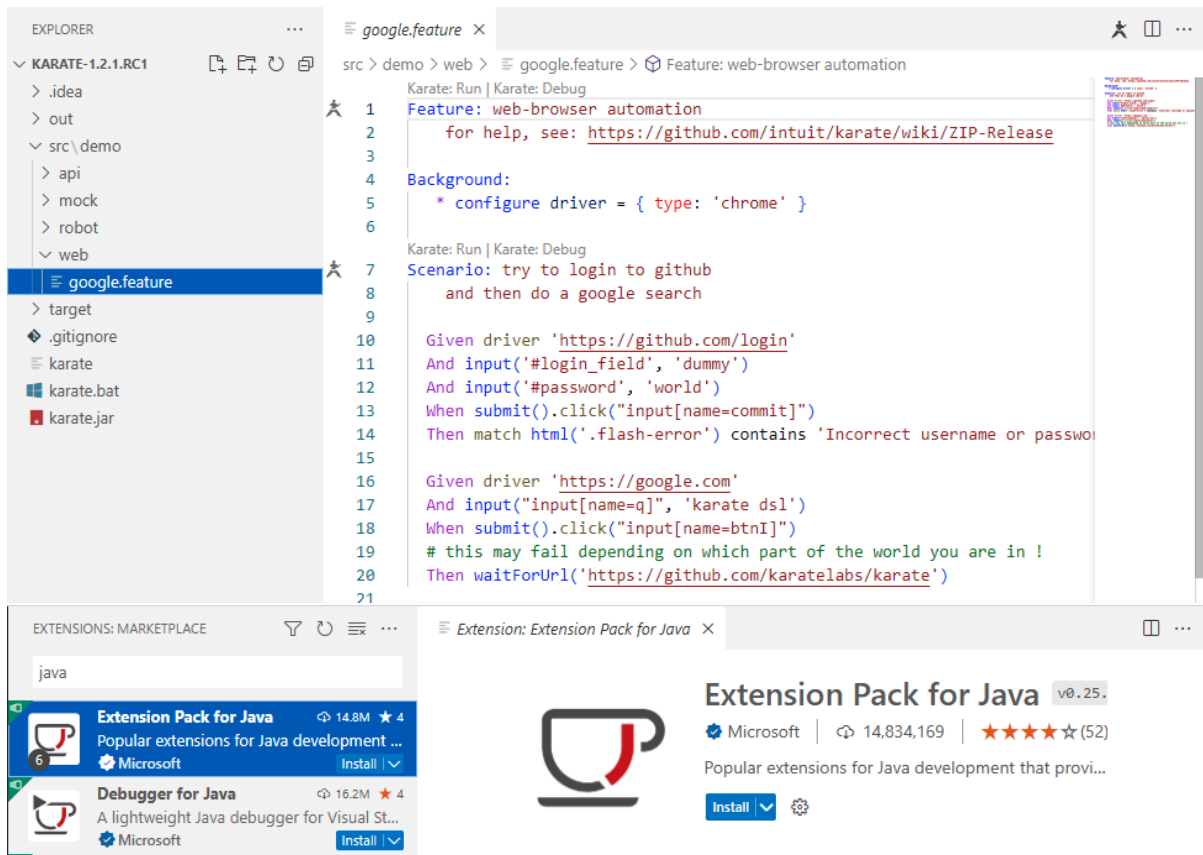 EXPLORER
KARATE-1.2.1.RC1
.idea
out
src\demo
api
mock
robot
web
google.feature
target
.gitignore
karate
karate.bat
karate.jar
google.feature
src > demo > web > google.feature > Feature: web-browser automation
Karate: Run | Karate: Debug
1 Feature: web-browser automation
2 for help, see: https://github.com/intuit/karate/wiki/ZIP-Release
3
4 Background:
5 * configure driver = { type: 'chrome' }
6
Karate: Run | Karate: Debug
7 Scenario: try to login to github
8 and then do a google search
9
10 Given driver 'https://github.com/login'
11 And input('#login_field', 'dummy')
12 And input('#password', 'world')
13 When submit().click("input[name=commit]")
14 Then match html('.flash-error') contains 'Incorrect username or passwo
15
16 Given driver 'https://google.com'
17 And input("input[name=q]", 'karate dsl')
18 When submit().click("input[name=btnI]")
19 # this may fail depending on which part of the world you are in !
20 Then waitForUrl('https://github.com/karatelabs/karate')
21
EXTENSIONS: MARKETPLACE
java
Extension Pack for Java 14.8M ★ 4
Popular extensions for Java development ...
Microsoft Install
6
Debugger for Java 16.2M ★ 4
A lightweight Java debugger for Visual St...
Microsoft Install
Extension: Extension Pack for Java
Extension Pack for Java v0.25.
Microsoft | 14,834,169 | ★★★★☆(52)
Popular extensions for Java development that provi...
Install